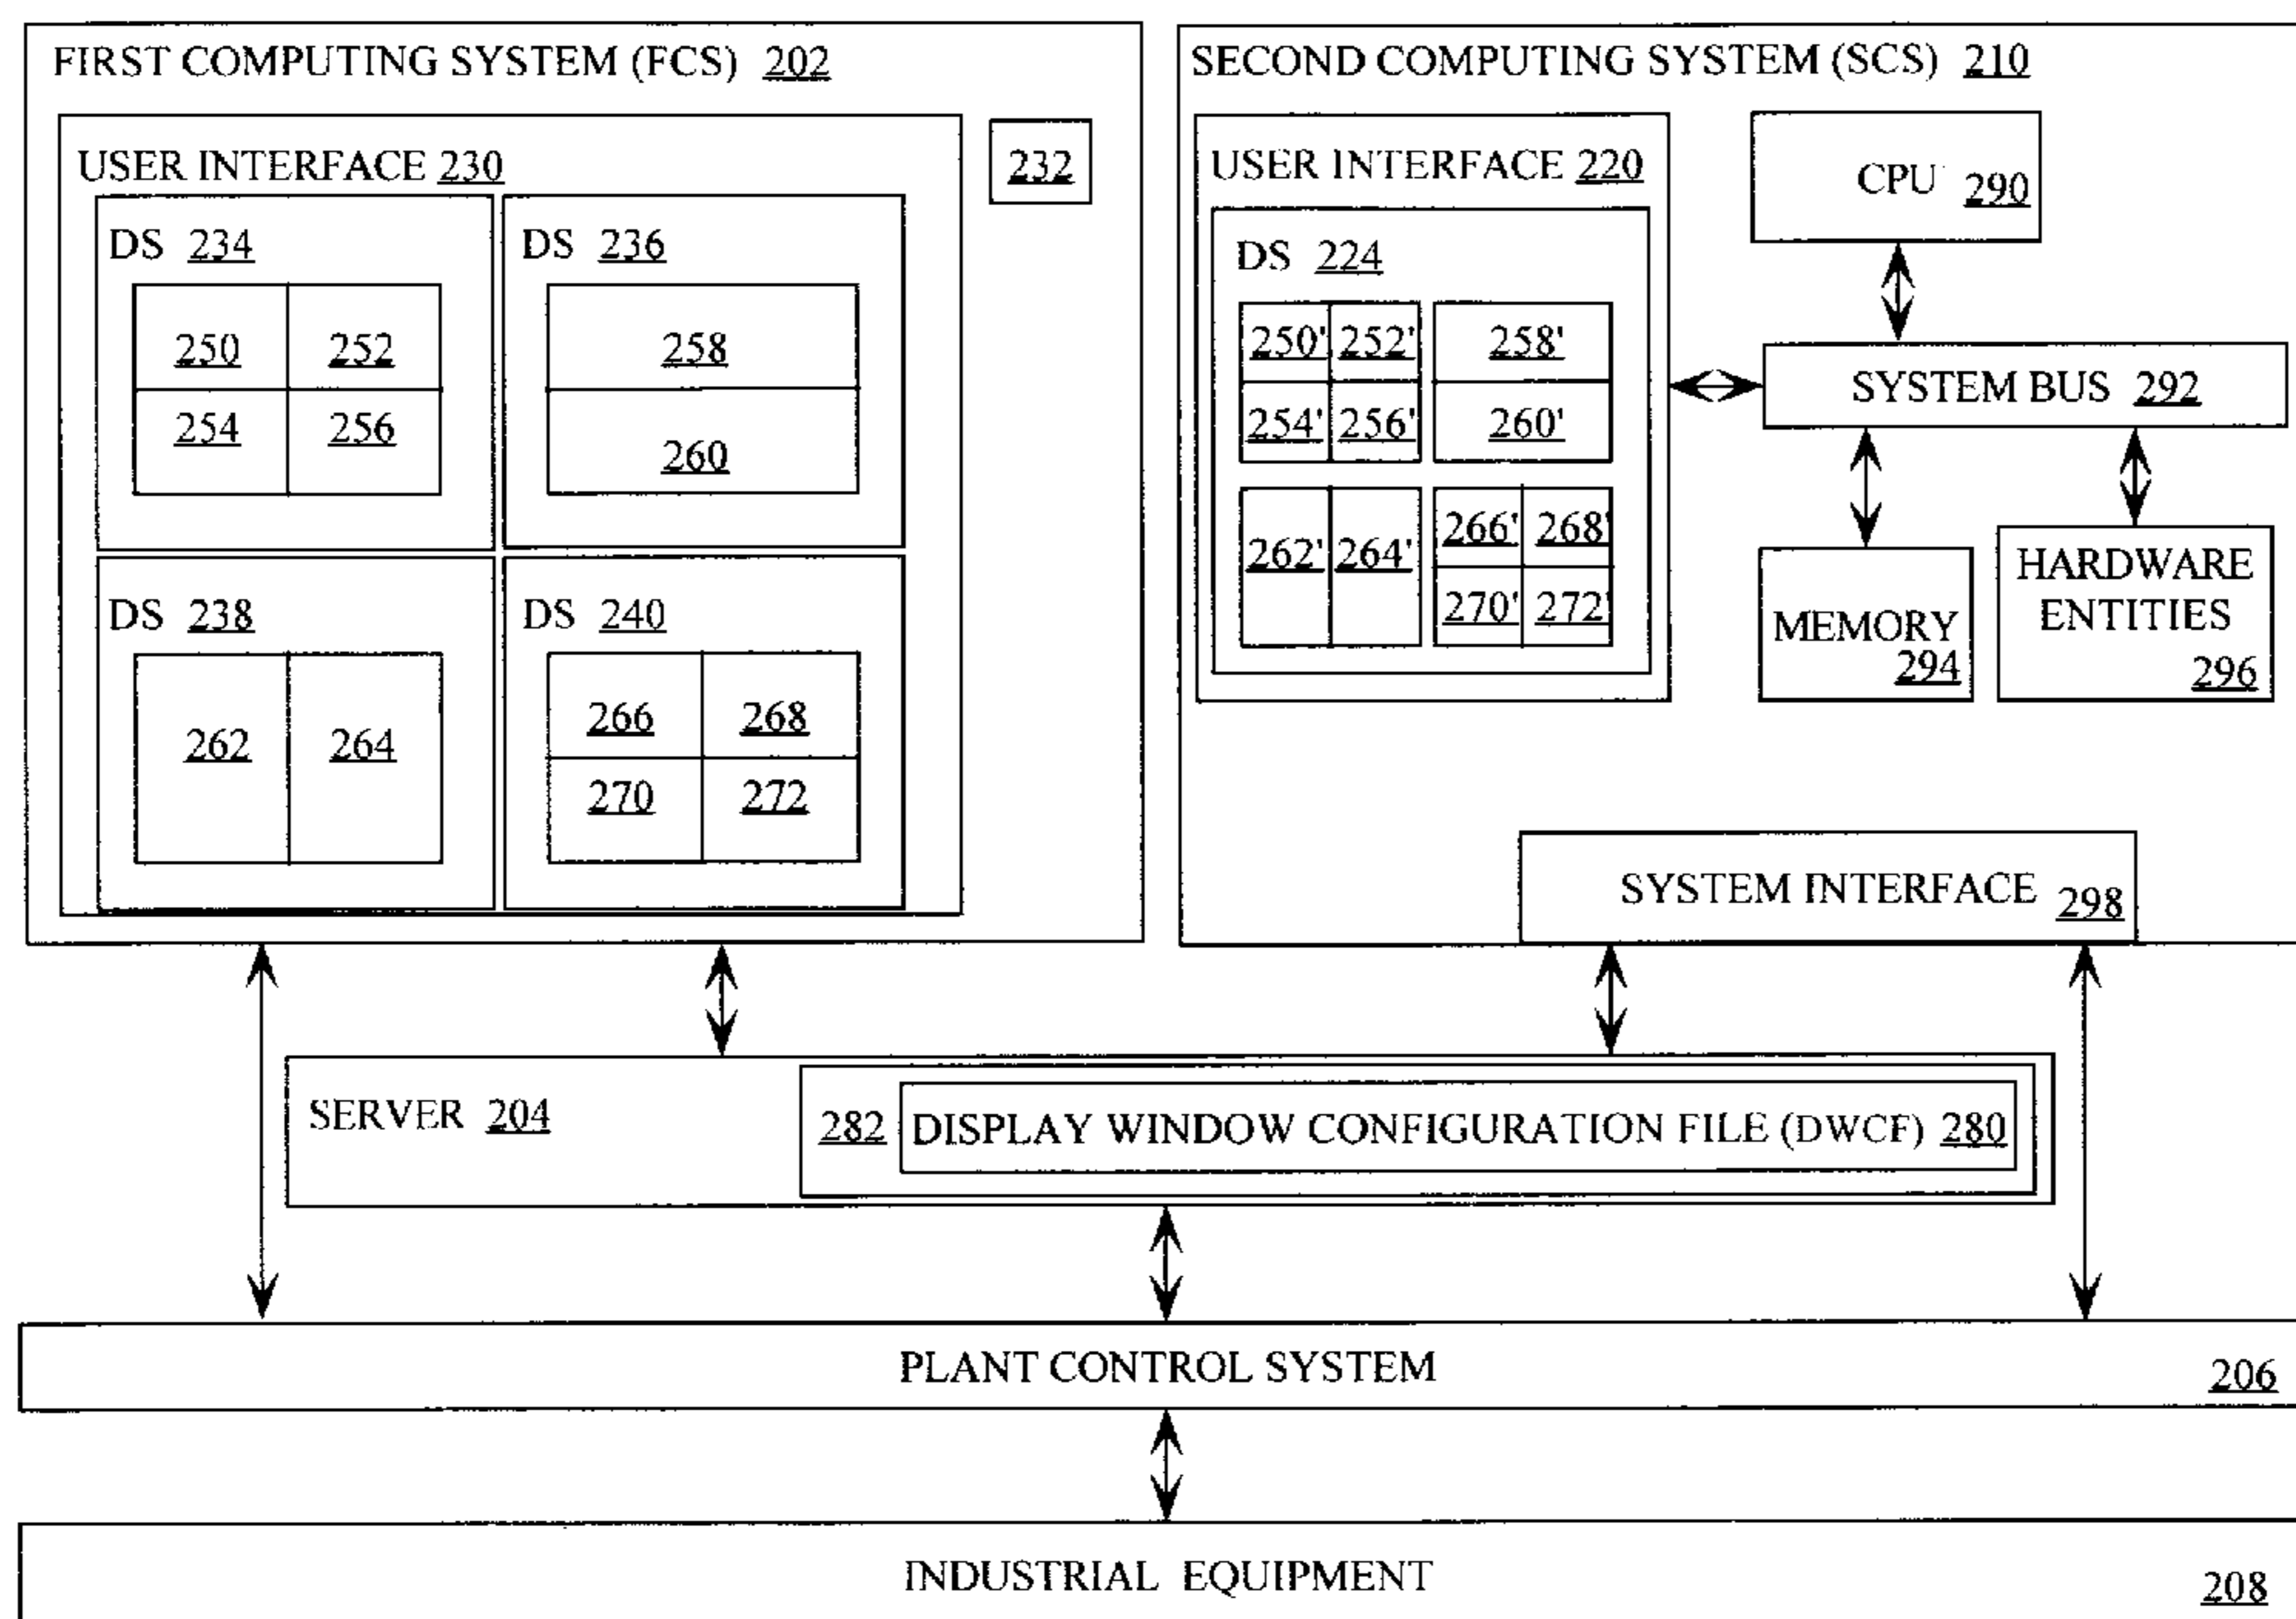 FIRST COMPUTING SYSTEM (FCS) 202
USER INTERFACE 230
232
DS 234
250 252
254 256
DS 236
258
260
DS 238
262 264
DS 240
266 268
270 272
SECOND COMPUTING SYSTEM (SCS) 210
USER INTERFACE 220
DS 224
250' 252' 258'
254' 256' 260'
262' 264' 266' 268'
270' 272'
CPU 290
SYSTEM BUS 292
MEMORY
294
HARDWARE
ENTITIES
296
SYSTEM INTERFACE 298
SERVER 204
282 DISPLAY WINDOW CONFIGURATION FILE (DWCF) 280
PLANT CONTROL SYSTEM 206
INDUSTRIAL EQUIPMENT 208